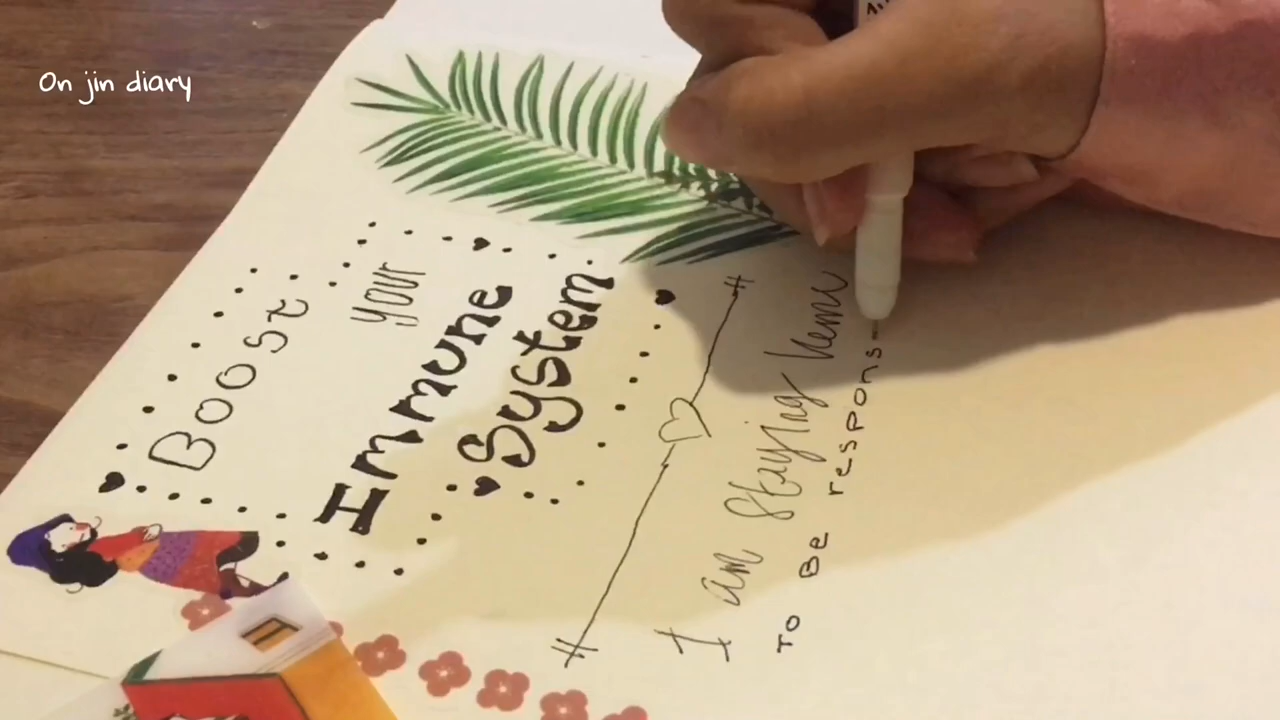 On jin diary
Boost
your
Immune
System
I am Staying home
TO Be respons